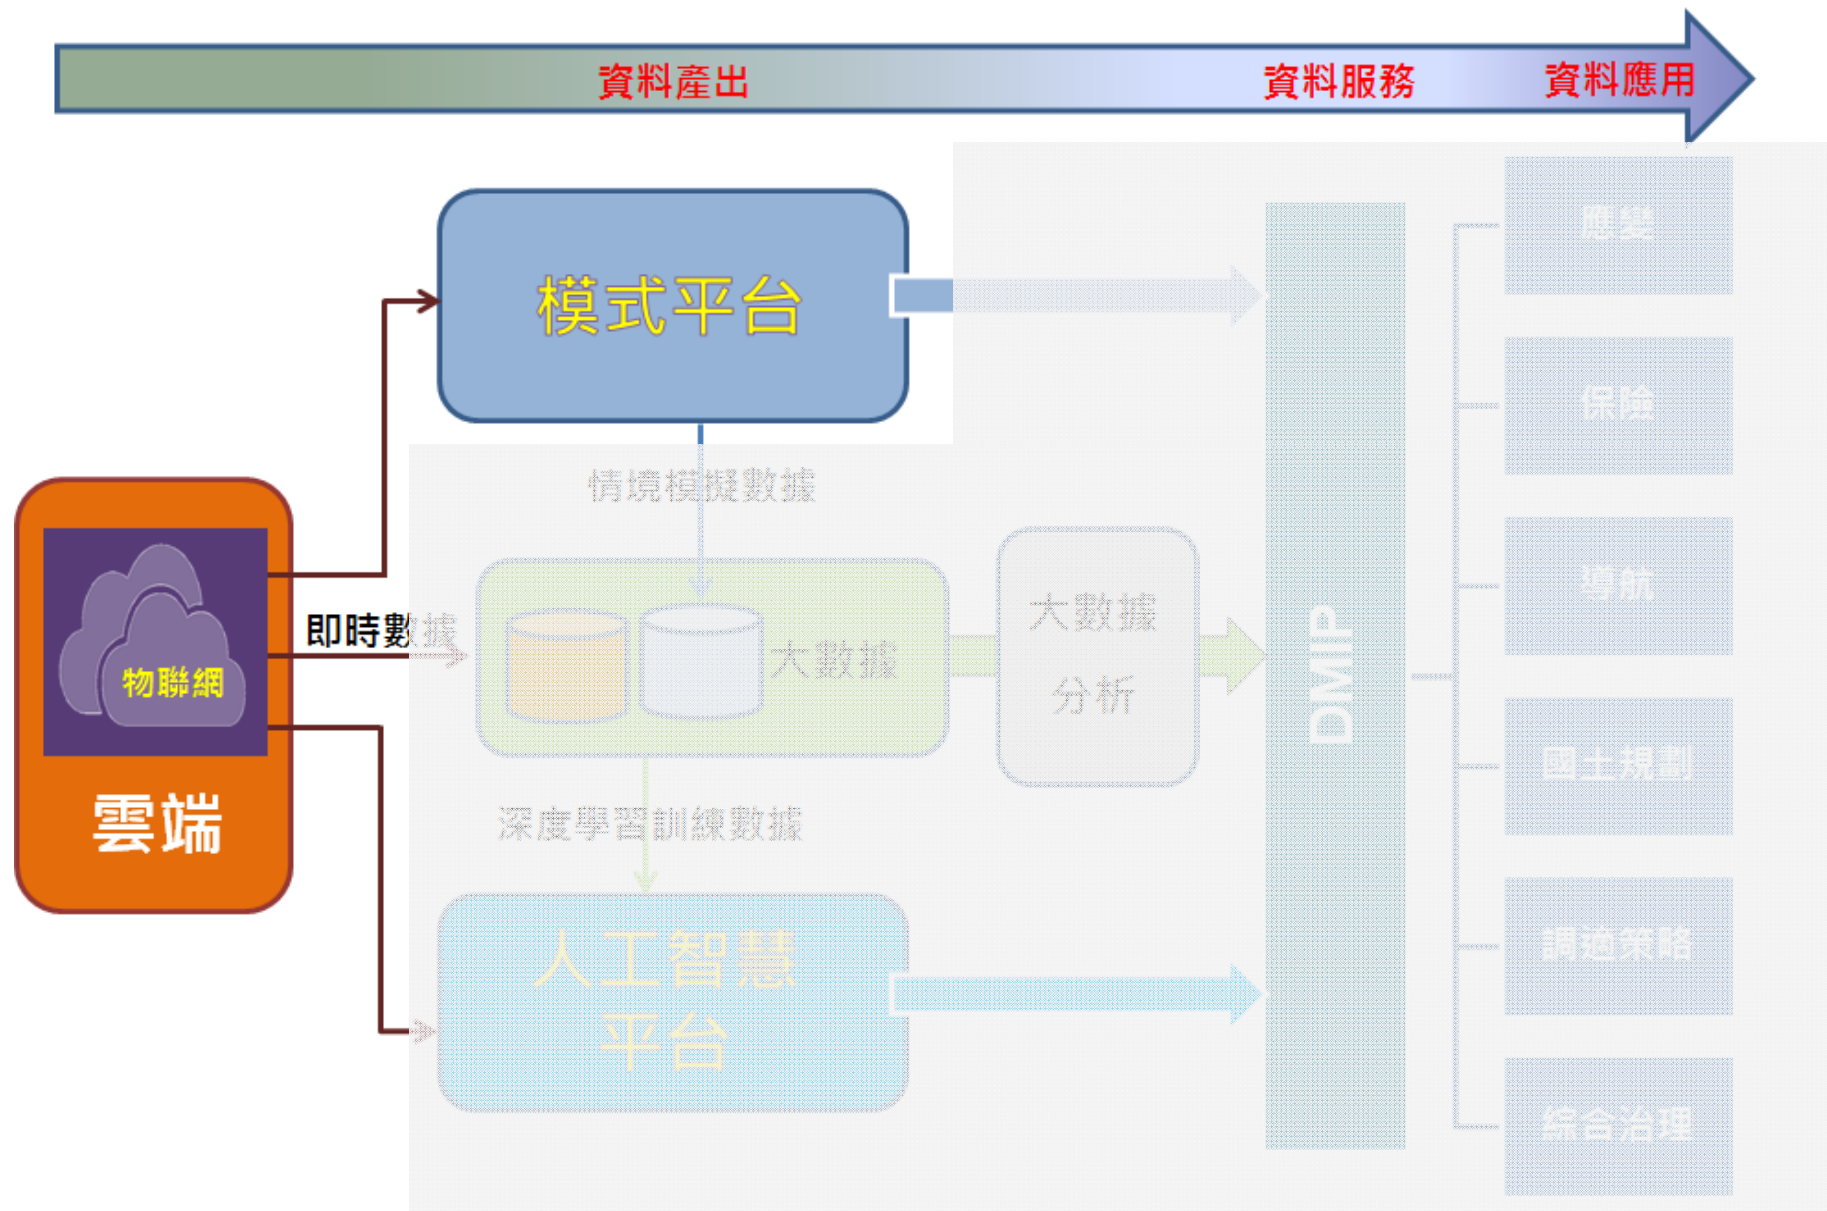 資料產出
資料服務
資料應用
模式平台
情境模擬數據
即時數據
物聯網
雲端
大數據
大數據
分析
深度學習訓練數據
人工智慧
平台
DMIP
應變
保險
導航
國土規劃
調適策略
綜合治理